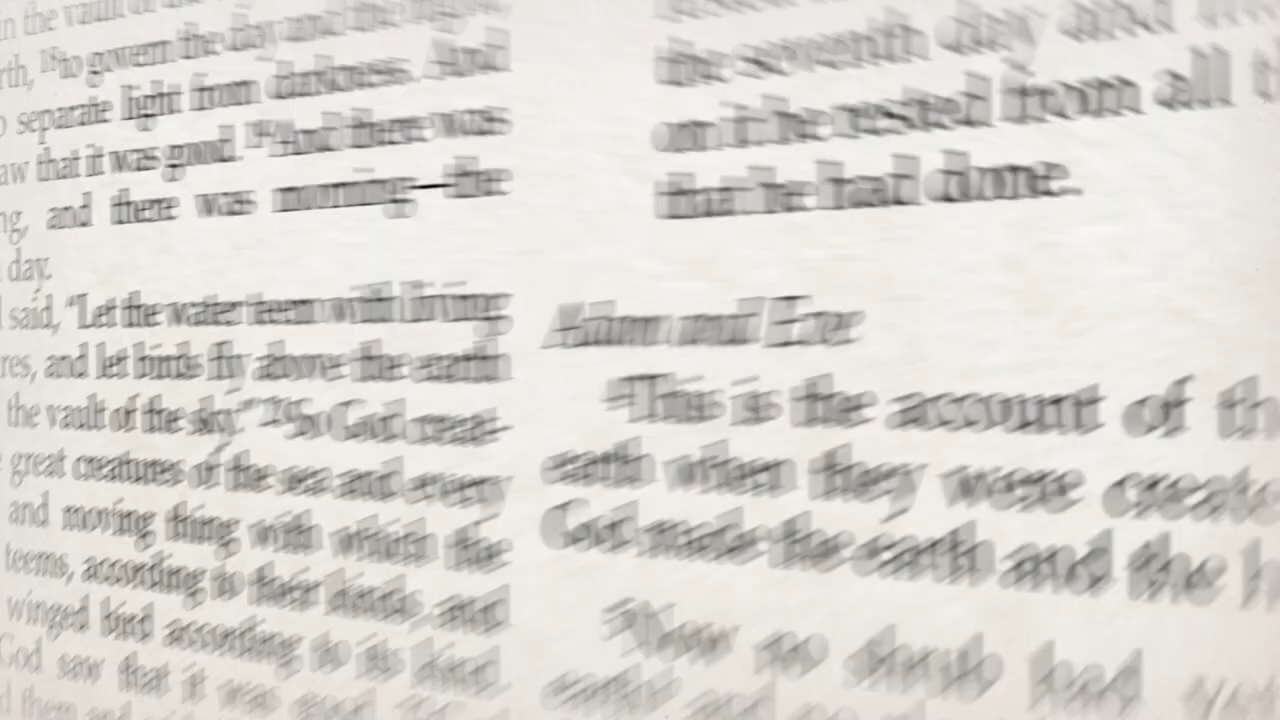 in the vault of the
rth, 18to govern the day and the night,
o separate light from darkness. And
aw that it was good. 19And there was
ng, and there was morning—the
day.
said, “Let the water teem with living
res, and let birds fly above the earth
the vault of the sky.” 21So God creat-
great creatures of the sea and every
and moving thing with which the
teems, according to their kinds, and
winged bird according to its kind.
God saw that it was good.
them and
the seventh day and
on it he rested from all t
that he had done.
Adam and Eve
4This is the account of th
earth when they were create
God made the earth and the h
5Now no shrub had yet
earth and no